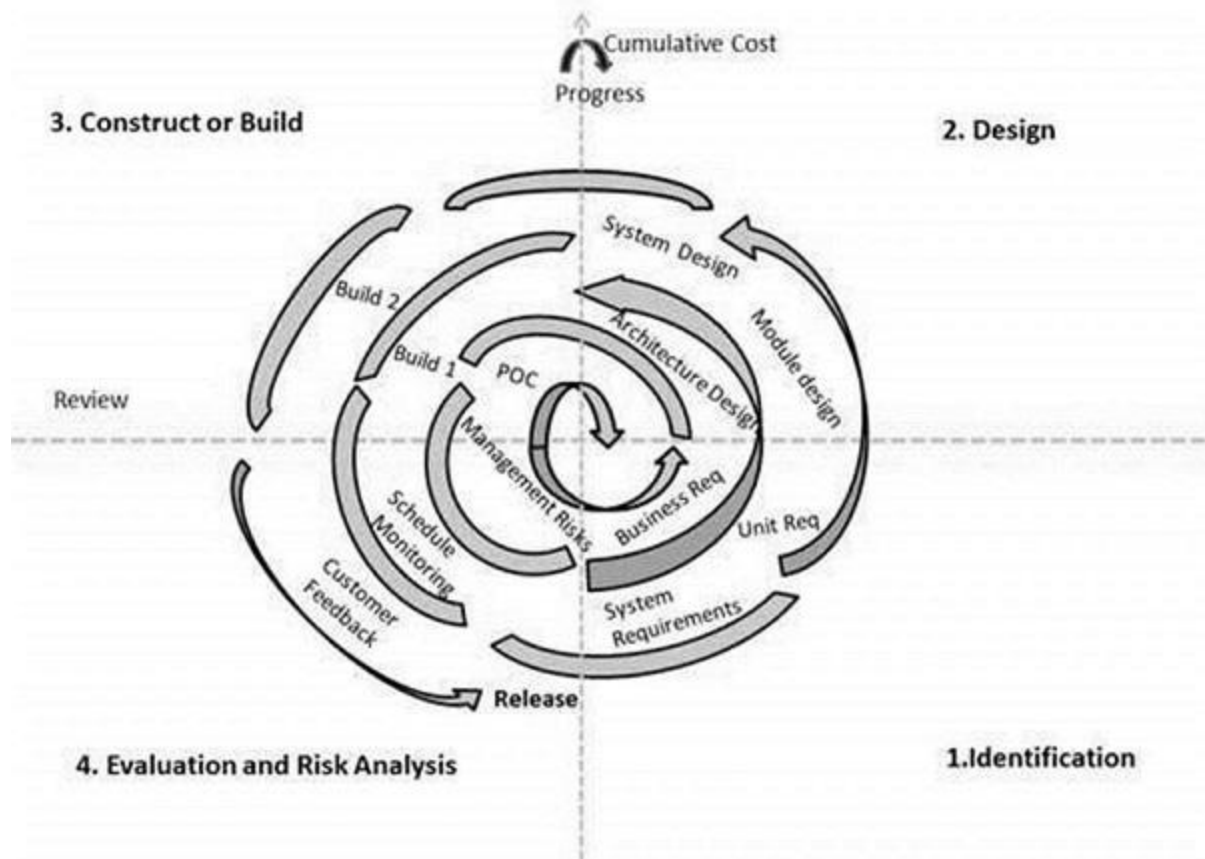 Cumulative Cost
Progress
3. Construct or Build
2. Design
System Design
Build 2
Module design
Architecture Design
Build 1
POC
Review
Management Risks
Business Req
Schedule
Monitoring
Unit Req
Customer
Feedback
System
Requirements
Release
4. Evaluation and Risk Analysis
1.Identification